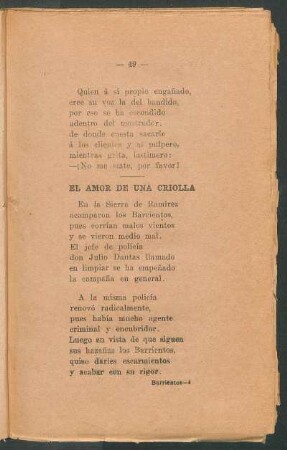 — 49 —
Quien á si propio engañado,
cree su voz la del bandido,
por eso se ha escondido
adentro del mostrador,
de donde cuesta sacarle
á los clientes y al pulpero,
mientras grita, lastimero:
—¡No me mate, por favor!
EL AMOR DE UNA CRIOLLA
En la Sierra de Ramírez
acamparon los Barrientos,
pues corrían malos vientos
y se vieron medio mal.
El jefe de policía
don Julio Dantas llamado
en limpiar se ha empeñado
la campaña en general.
A la misma policía
renovó radicalmente,
pues había mucho agente
criminal y encubridor.
Luego en vista de que siguen
sus hazañas los Barrientos,
quiso darles escarmientos
y acabar con su rigor.
Barrientos—4